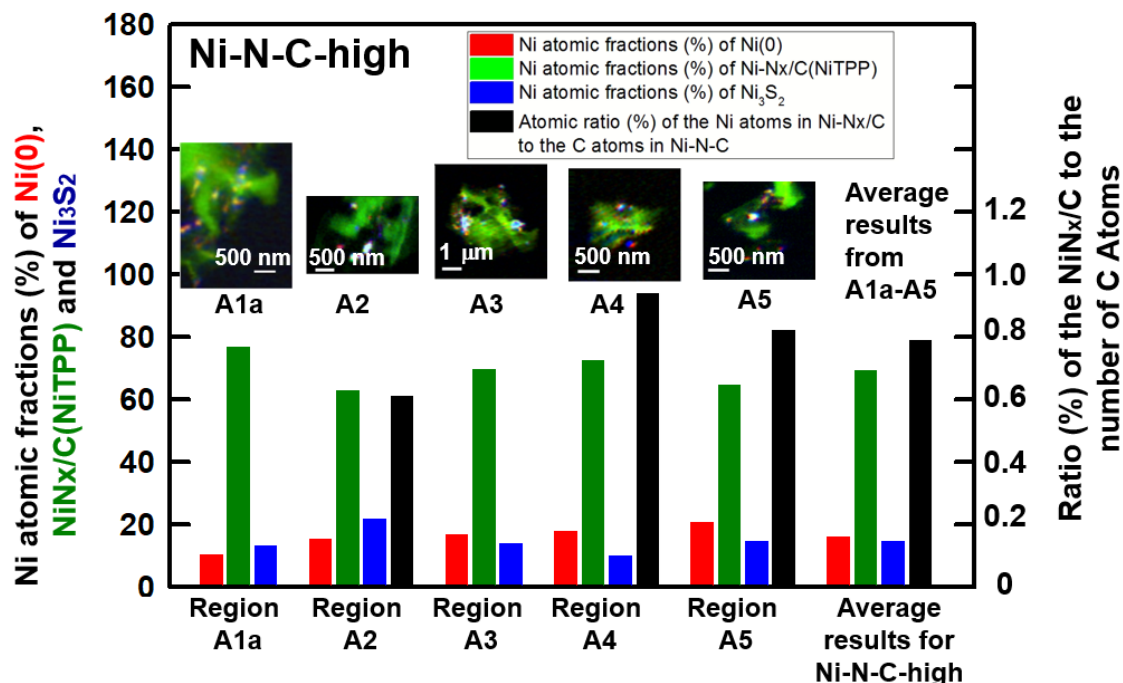 Ni atomic fractions (%) of Ni(0),
NiNx/C(NiTPP) and Ni3S2
180
160
140
120
100
80
60
40
20
0
Ni-N-C-high
Ni atomic fractions (%) of Ni(0)
Ni atomic fractions (%) of Ni-Nx/C(NiTPP)
Ni atomic fractions (%) of Ni3S2
Atomic ratio (%) of the Ni atoms in Ni-Nx/C
to the C atoms in Ni-N-C
500 nm
500 nm
1 μm
500 nm
500 nm
A1a
A2
A3
A4
A5
Average
results
from
A1a-A5
1.2
1.0
0.8
0.6
0.4
0.2
0
Ratio (%) of the NiNx/C to the
number of C Atoms
Region
A1a
Region
A2
Region
A3
Region
A4
Region
A5
Average
results for
Ni-N-C-high